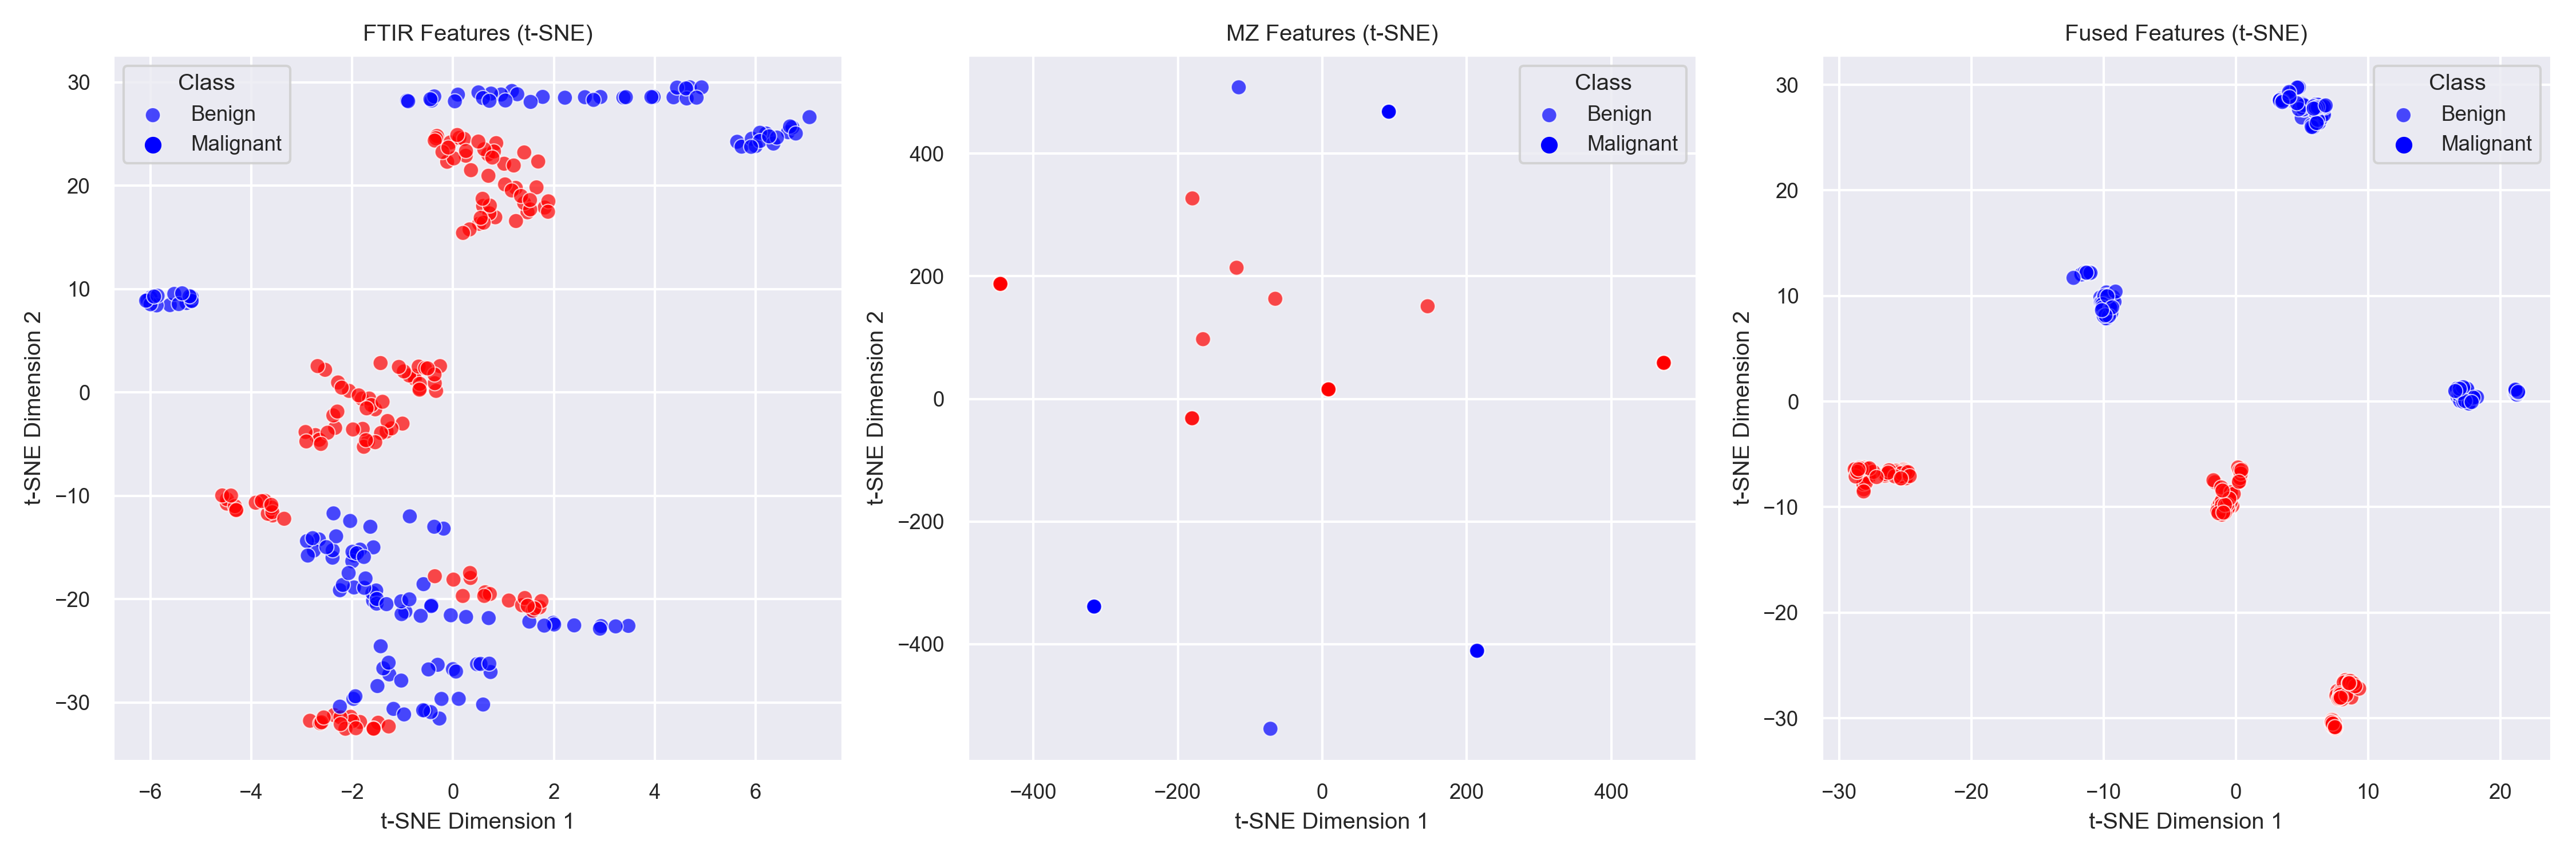 FTIR Features (t-SNE)
Class
Benign
Malignant
30
20
10
0
−10
−20
−30
t-SNE Dimension 2
−6
−4
−2
0
2
4
6
t-SNE Dimension 1
MZ Features (t-SNE)
Class
Benign
Malignant
400
200
0
−200
−400
t-SNE Dimension 2
−400
−200
0
200
400
t-SNE Dimension 1
Fused Features (t-SNE)
Class
Benign
Malignant
30
20
10
0
−10
−20
−30
t-SNE Dimension 2
−30
−20
−10
0
10
20
t-SNE Dimension 1